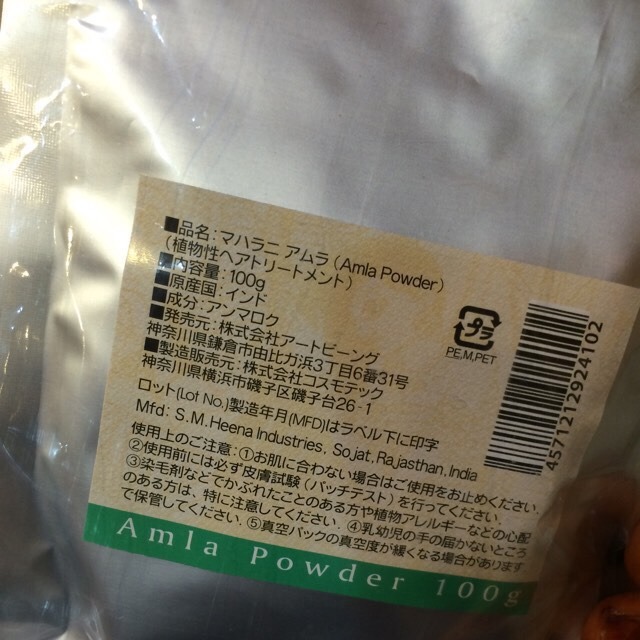 ■品名:マハラニ アムラ (Amla Powder)
(植物性ヘアトリートメント)
■内容量:100g
■原産国:インド
■成分:アンマロク
■発売元:株式会社アートビーング
神奈川県鎌倉市由比ガ浜3丁目6番31号
■製造販売元:株式会社コスモテック
神奈川県横浜市磯子区磯子台26-1
ロット(Lot No.)製造年月(MFD)はラベル下に印字
Mfd: S.M.Heena Industries, Sojat, Rajasthan, India
使用上のご注意:①お肌に合わない場合はご使用をお止めください。
②使用前には必ず皮膚試験(パッチテスト)を行ってください。
③染毛剤などでかぶれたことのある方や植物アレルギーなどの心配
のある方は、特に注意してください。④乳幼児の手の届かないところ
で保管してください。⑤真空パックの真空度が緩くなる場合があります
Amla Powder 100g
プラ
P.E.M,PET
4571212924102